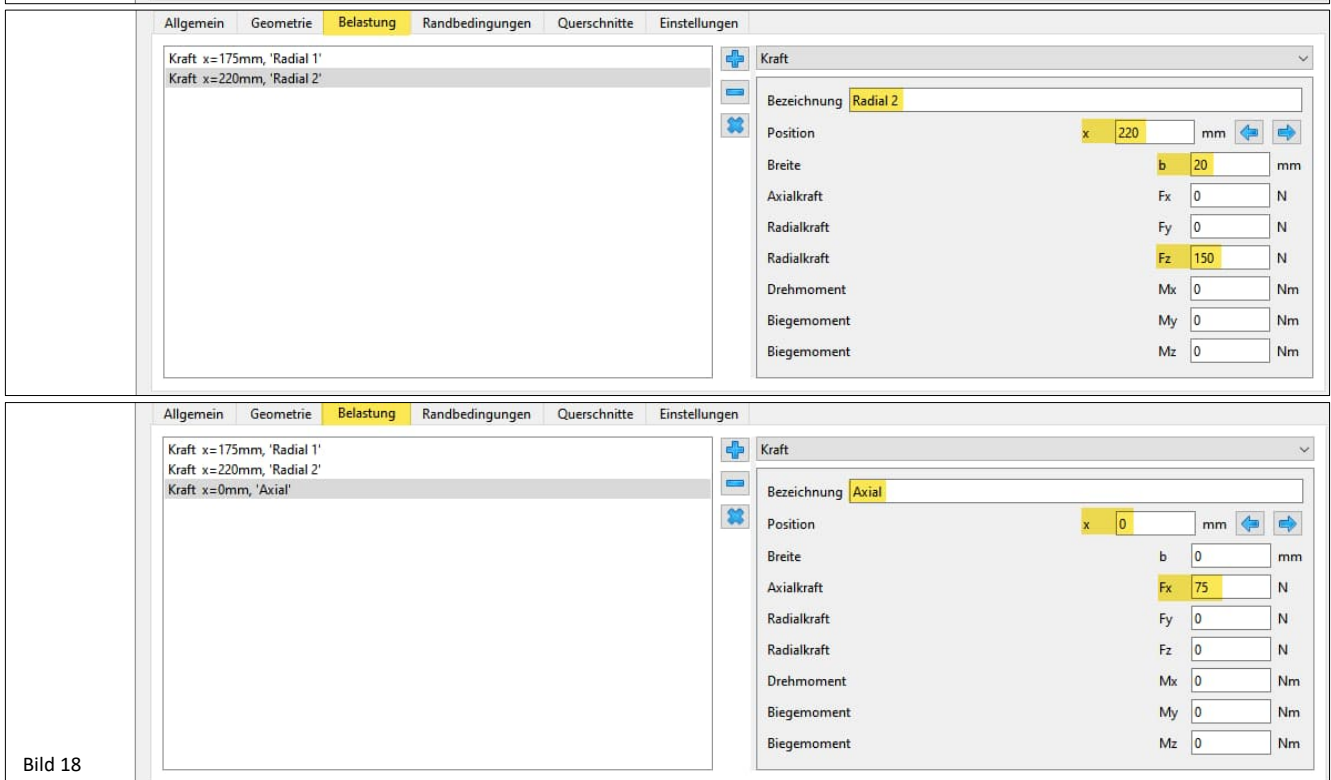 Allgemein Geometrie Belastung Randbedingungen Querschnitte Einstellungen
Kraft x=175mm, 'Radial 1'
Kraft x=220mm, 'Radial 2'
Kraft
Bezeichnung Radial 2
Position x 220 mm
Breite b 20 mm
Axialkraft Fx 0 N
Radialkraft Fy 0 N
Radialkraft Fz 150 N
Drehmoment Mx 0 Nm
Biegemoment My 0 Nm
Biegemoment Mz 0 Nm
Allgemein Geometrie Belastung Randbedingungen Querschnitte Einstellungen
Kraft x=175mm, 'Radial 1'
Kraft x=220mm, 'Radial 2'
Kraft x=0mm, 'Axial'
Kraft
Bezeichnung Axial
Position x 0 mm
Breite b 0 mm
Axialkraft Fx 75 N
Radialkraft Fy 0 N
Radialkraft Fz 0 N
Drehmoment Mx 0 Nm
Biegemoment My 0 Nm
Biegemoment Mz 0 Nm
Bild 18